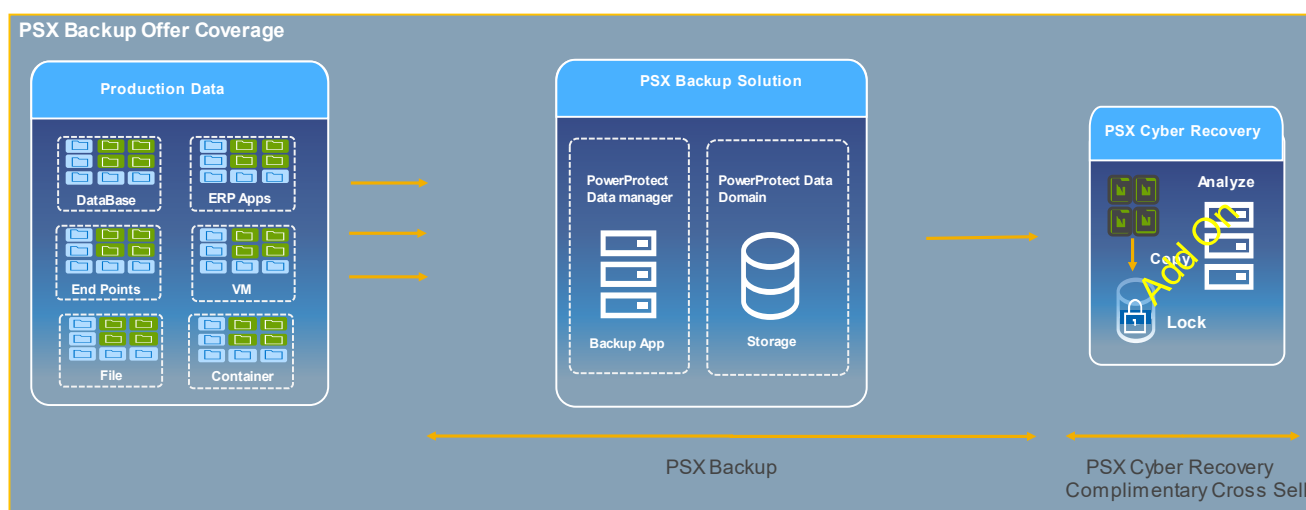 PSX Backup Offer Coverage
Production Data
DataBase
ERP Apps
End Points
VM
File
Container
PSX Backup Solution
PowerProtect
Data manager
Backup App
PowerProtect Data
Domain
Storage
PSX Cyber Recovery
Analyze
Copy
Add On
1
Lock
PSX Backup
PSX Cyber Recovery
Complimentary Cross Sell